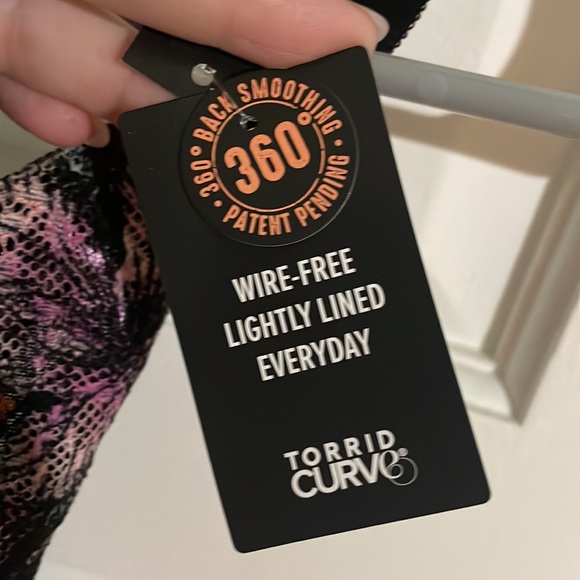 360° BACK SMOOTHING
360°
PATENT PENDING
WIRE-FREE
LIGHTLY LINED
EVERYDAY
TORRID
CURVE®